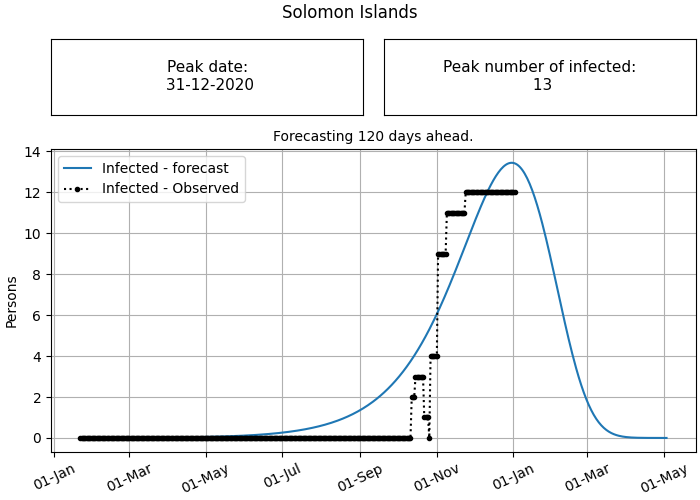 Solomon Islands
Peak date:
31-12-2020
Peak number of infected:
13
Forecasting 120 days ahead.
Infected - forecast
Infected - Observed
Persons
14
12
10
8
6
4
2
0
01-Jan
01-Mar
01-May
01-Jul
01-Sep
01-Nov
01-Jan
01-Mar
01-May